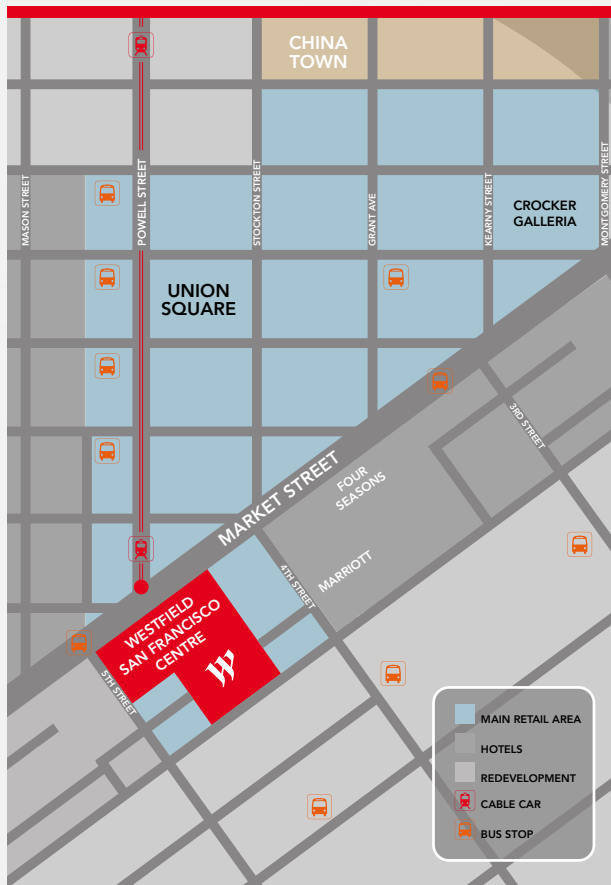 CHINA
TOWN
MASON STREET
POWELL STREET
STOCKTON STREET
GRANT AVE
KEARNY STREET
MONTGOMERY STREET
CROCKER
GALLERIA
UNION
SQUARE
3RD STREET
MARKET STREET
FOUR
SEASONS
MARRIOTT
4TH STREET
WESTFIELD
SAN FRANCISCO
CENTRE
5TH STREET
MAIN RETAIL AREA
HOTELS
REDEVELOPMENT
CABLE CAR
BUS STOP